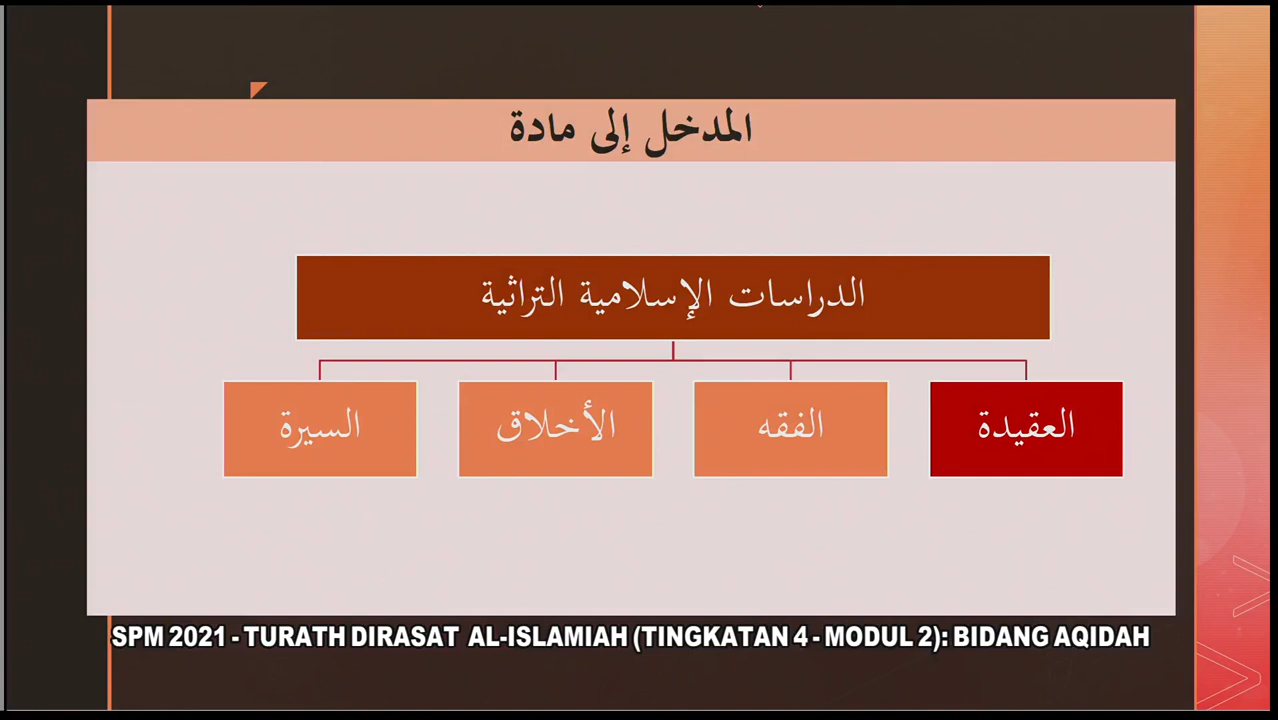 المدخل إلى مادة
الدراسات الإسلامية التراثية
العقيدة
الفقه
الأخلاق
السيرة
SPM 2021 - TURATH DIRASAT AL-ISLAMIAH (TINGKATAN 4 - MODUL 2): BIDANG AQIDAH